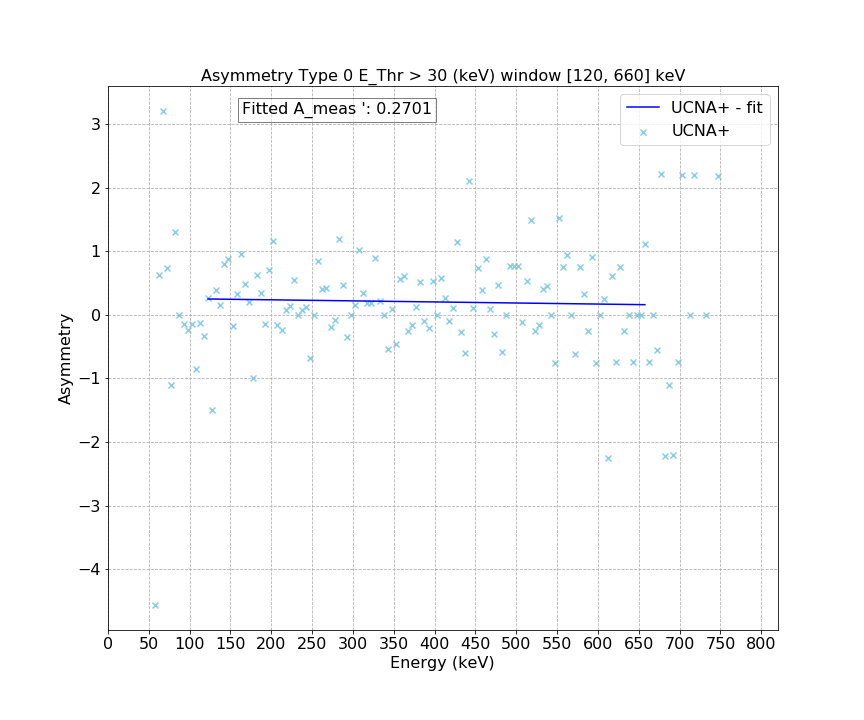 Asymmetry Type 0 E_Thr > 30 (keV) window [120, 660] keV
Fitted A_meas ': 0.2701
UCNA+ - fit
UCNA+
3
2
1
0
−1
−2
−3
−4
Asymmetry
0 50 100 150 200 250 300 350 400 450 500 550 600 650 700 750 800
Energy (keV)